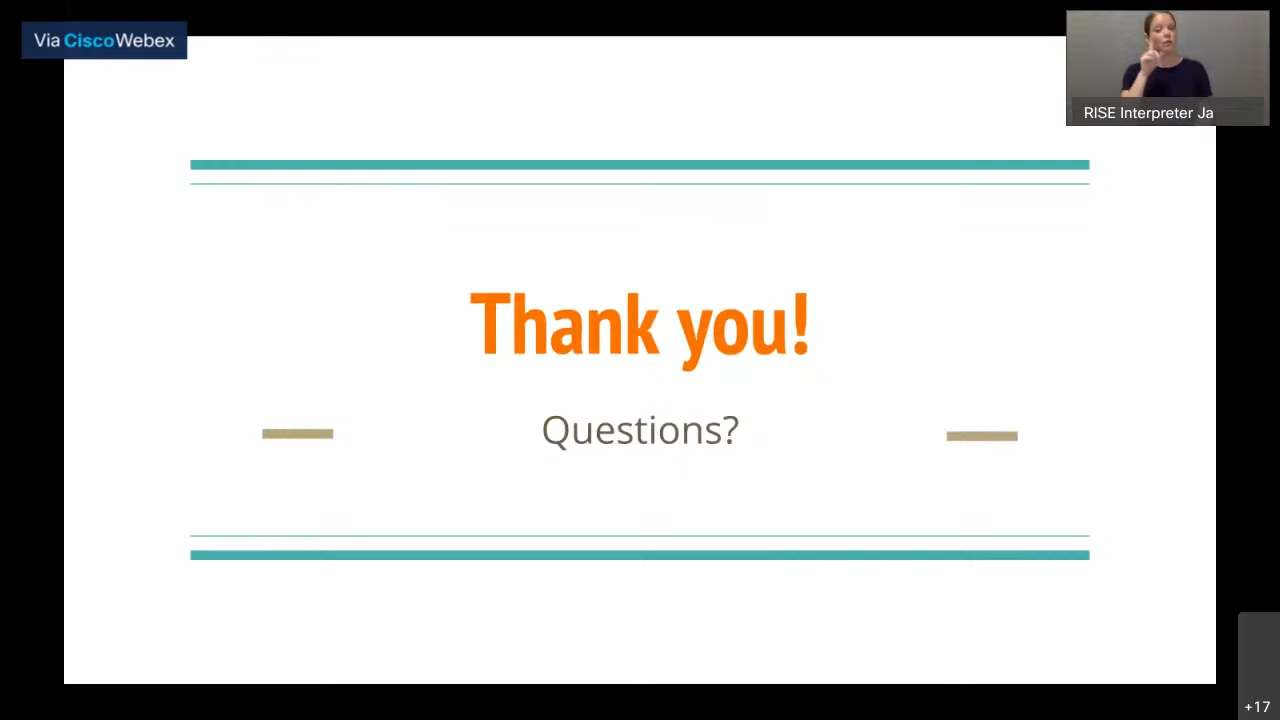 Via CiscoWebex
RISE Interpreter Ja
Thank you!
Questions?
+17